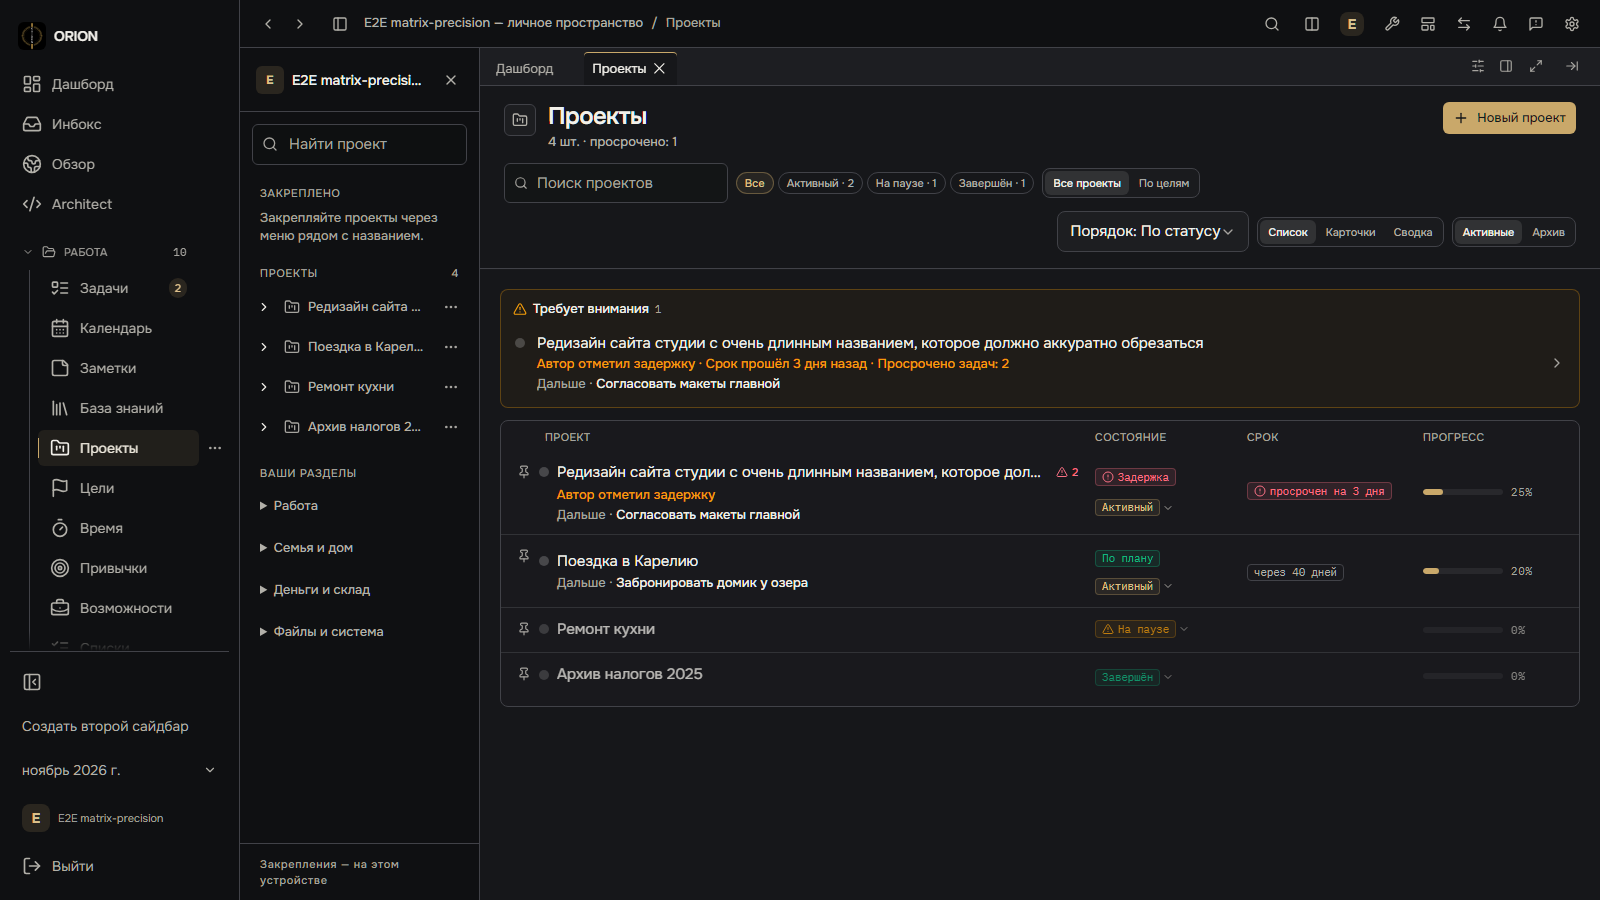 ORION
Дашборд
Инбокс
Обзор
Architect
РАБОТА 10
Задачи 2
Календарь
Заметки
База знаний
Проекты
Цели
Время
Привычки
Возможности
Списки
Создать второй сайдбар
ноябрь 2026 г.
E E2E matrix-precision
Выйти
E2E matrix-precision — личное пространство / Проекты
E
E E2E matrix-precisi...
Найти проект
ЗАКРЕПЛЕНО
Закрепляйте проекты через
меню рядом с названием.
ПРОЕКТЫ 4
Редизайн сайта ...
Поездка в Карел...
Ремонт кухни
Архив налогов 2...
ВАШИ РАЗДЕЛЫ
Работа
Семья и дом
Деньги и склад
Файлы и система
Закрепления — на этом
устройстве
Дашборд
Проекты
Проекты
4 шт. · просрочено: 1
Новый проект
Поиск проектов
Все
Активный · 2
На паузе · 1
Завершён · 1
Все проекты
По целям
Порядок: По статусу
Список
Карточки
Сводка
Активные
Архив
Требует внимания 1
Редизайн сайта студии с очень длинным названием, которое должно аккуратно обрезаться
Автор отметил задержку · Срок прошёл 3 дня назад · Просрочено задач: 2
Дальше · Согласовать макеты главной
ПРОЕКТ СОСТОЯНИЕ СРОК ПРОГРЕСС
Редизайн сайта студии с очень длинным названием, которое дол... 2
Автор отметил задержку
Дальше · Согласовать макеты главной
Задержка
Активный
просрочен на 3 дня
25%
Поездка в Карелию
Дальше · Забронировать домик у озера
По плану
Активный
через 40 дней
20%
Ремонт кухни
На паузе
0%
Архив налогов 2025
Завершён
0%